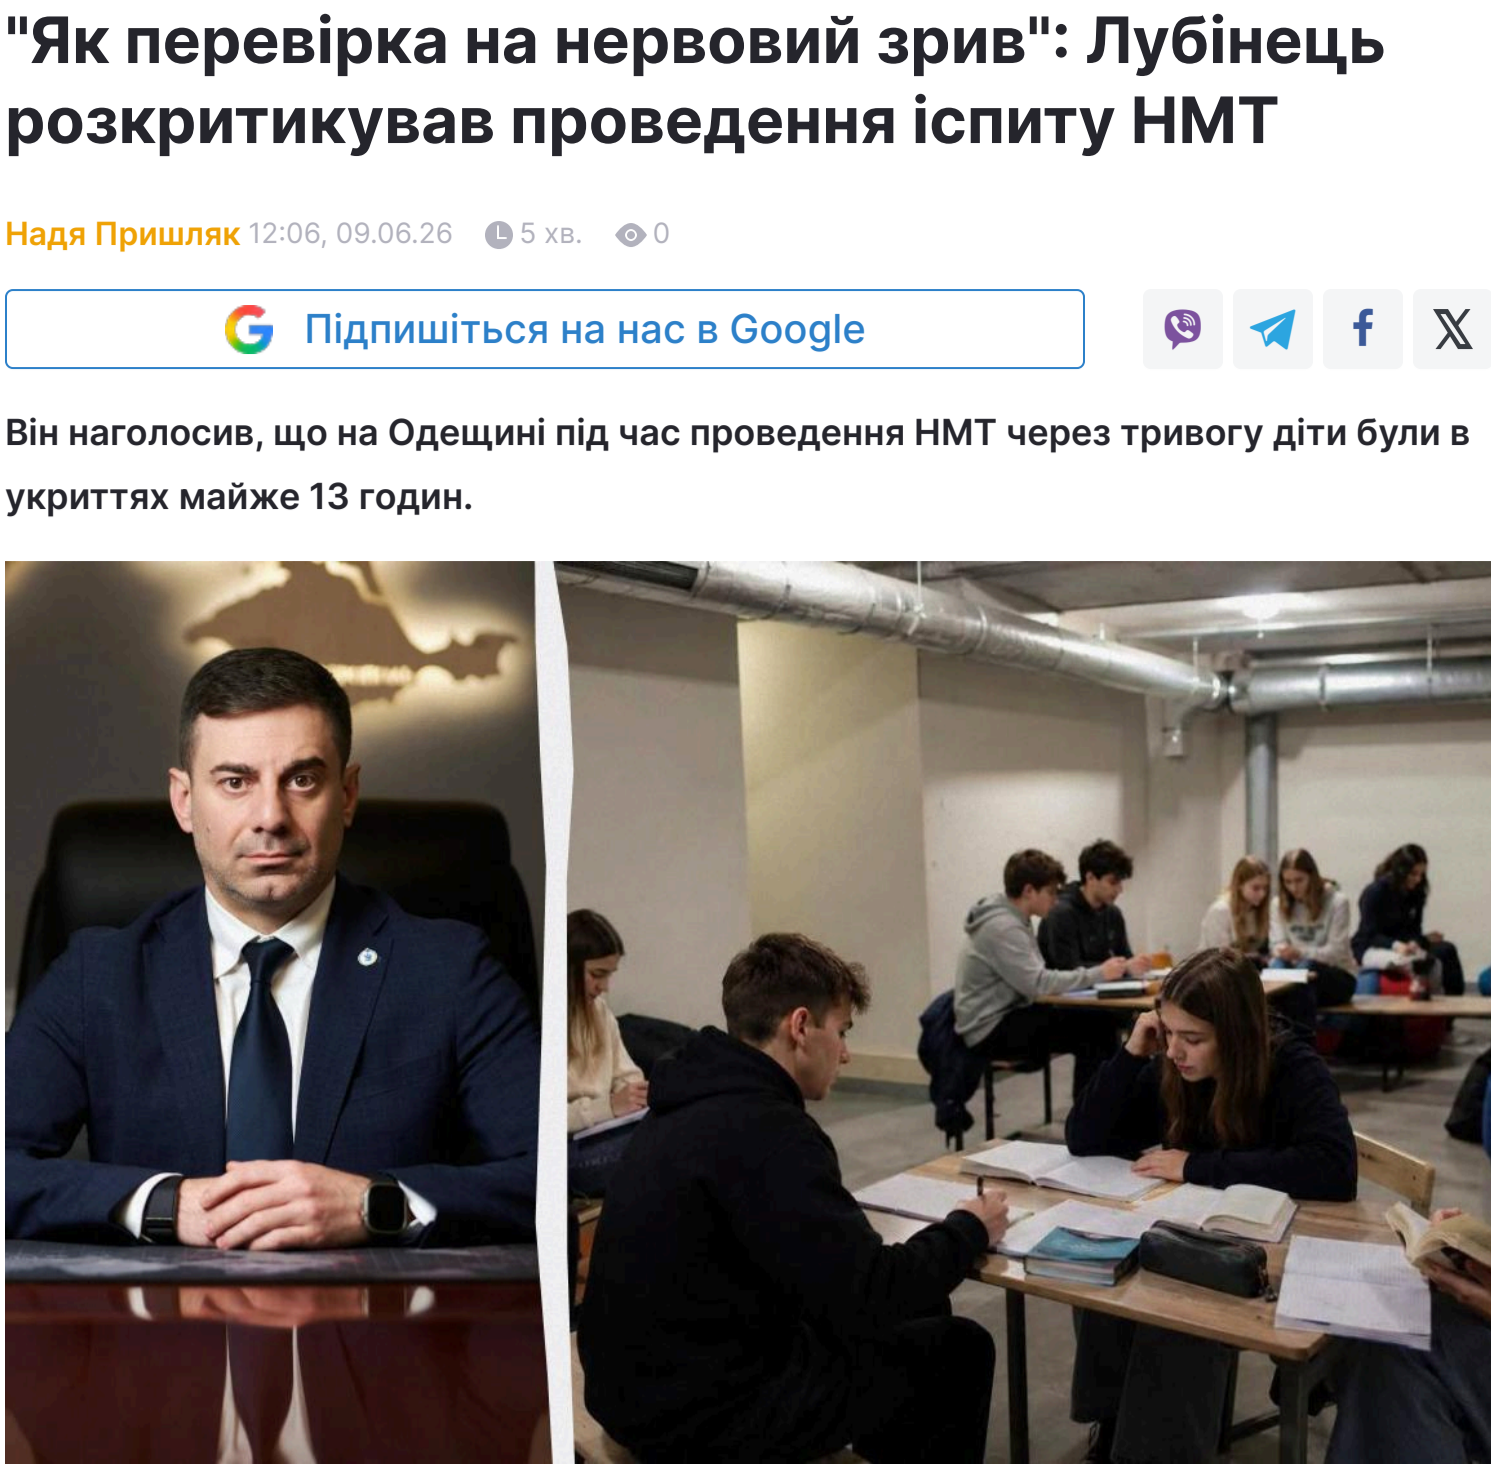 "Як перевірка на нервовий зрив": Лубінець
розкритикував проведення іспиту НМТ
Надя Пришляк 12:06, 09.06.26 5 хв. 0
Підпишіться на нас в Google
Він наголосив, що на Одещині під час проведення НМТ через тривогу діти були в
укриттях майже 13 годин.